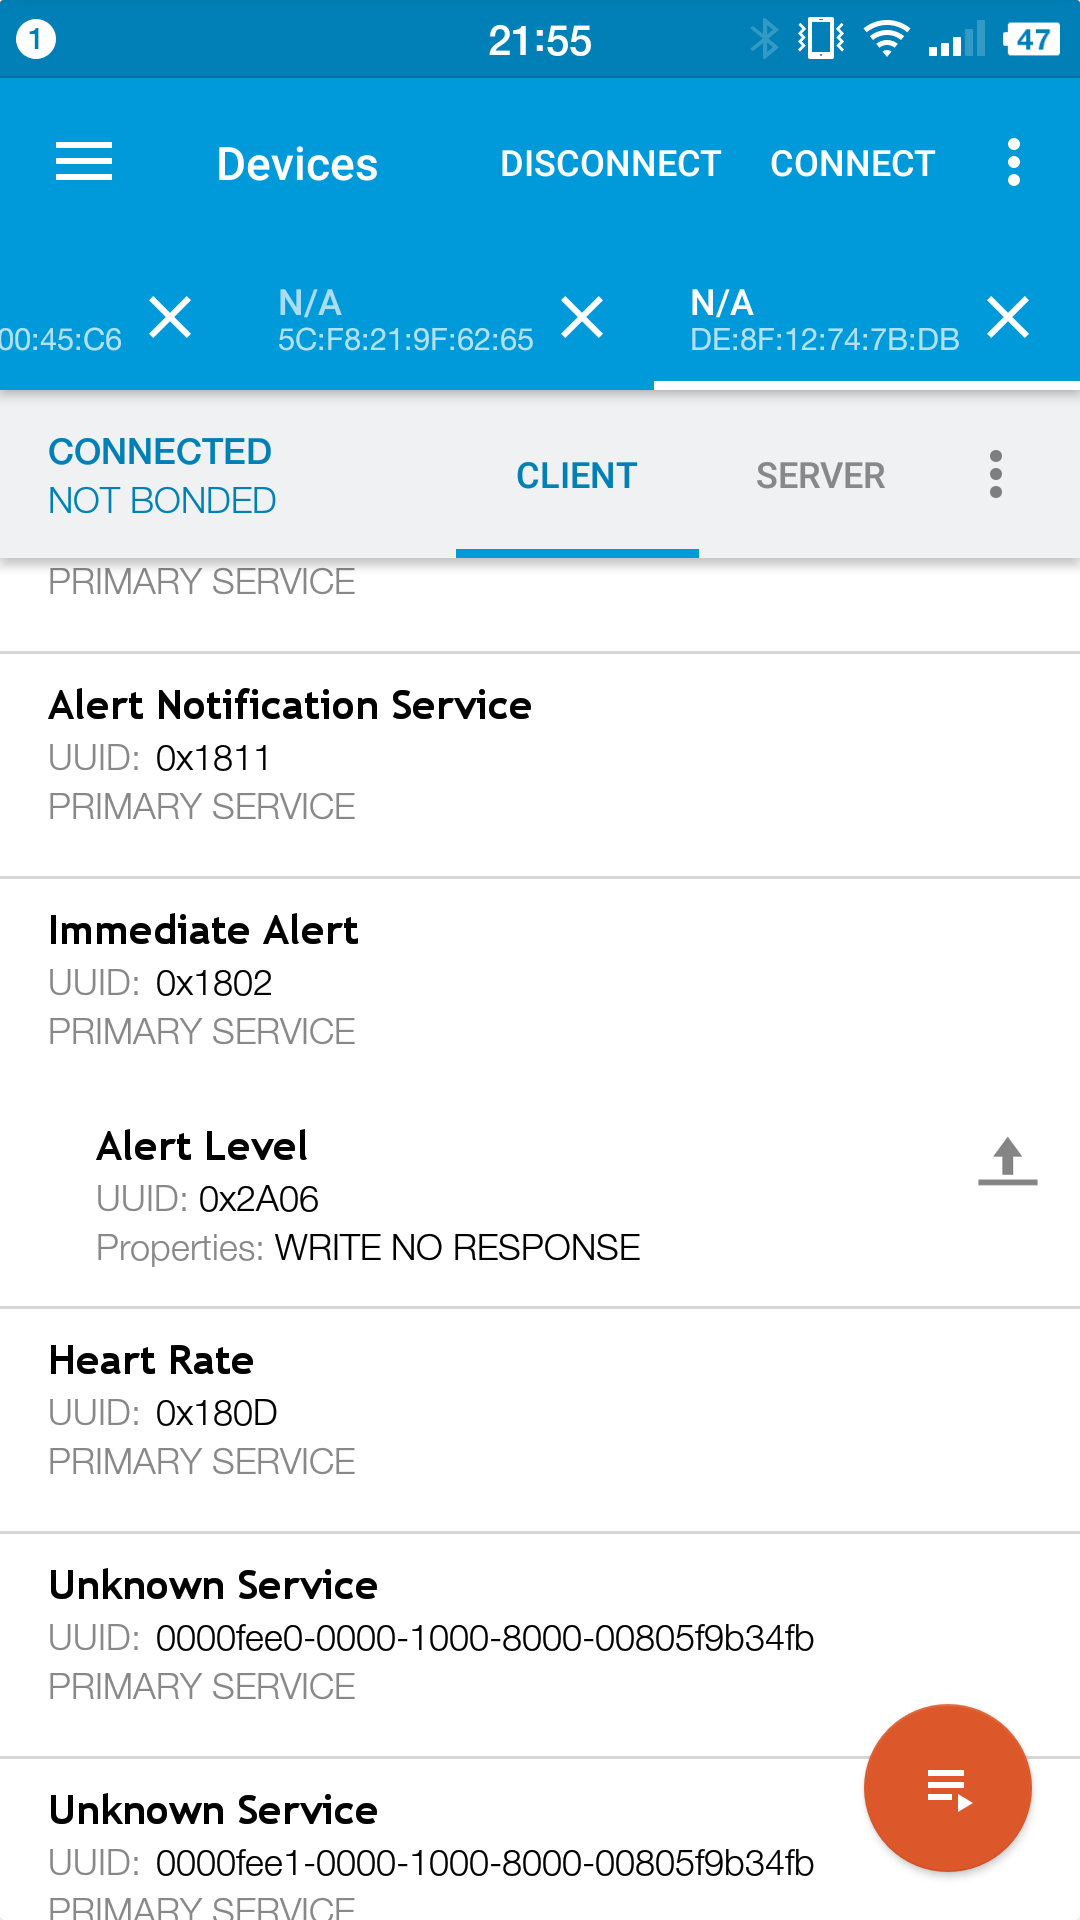 1
21:55
47
Devices
DISCONNECT
CONNECT
00:45:C6
N/A
5C:F8:21:9F:62:65
N/A
DE:8F:12:74:7B:DB
CONNECTED
NOT BONDED
CLIENT
SERVER
PRIMARY SERVICE
Alert Notification Service
UUID: 0x1811
PRIMARY SERVICE
Immediate Alert
UUID: 0x1802
PRIMARY SERVICE
Alert Level
UUID: 0x2A06
Properties: WRITE NO RESPONSE
Heart Rate
UUID: 0x180D
PRIMARY SERVICE
Unknown Service
UUID: 0000fee0-0000-1000-8000-00805f9b34fb
PRIMARY SERVICE
Unknown Service
UUID: 0000fee1-0000-1000-8000-00805f9b34fb
PRIMARY SERVICE